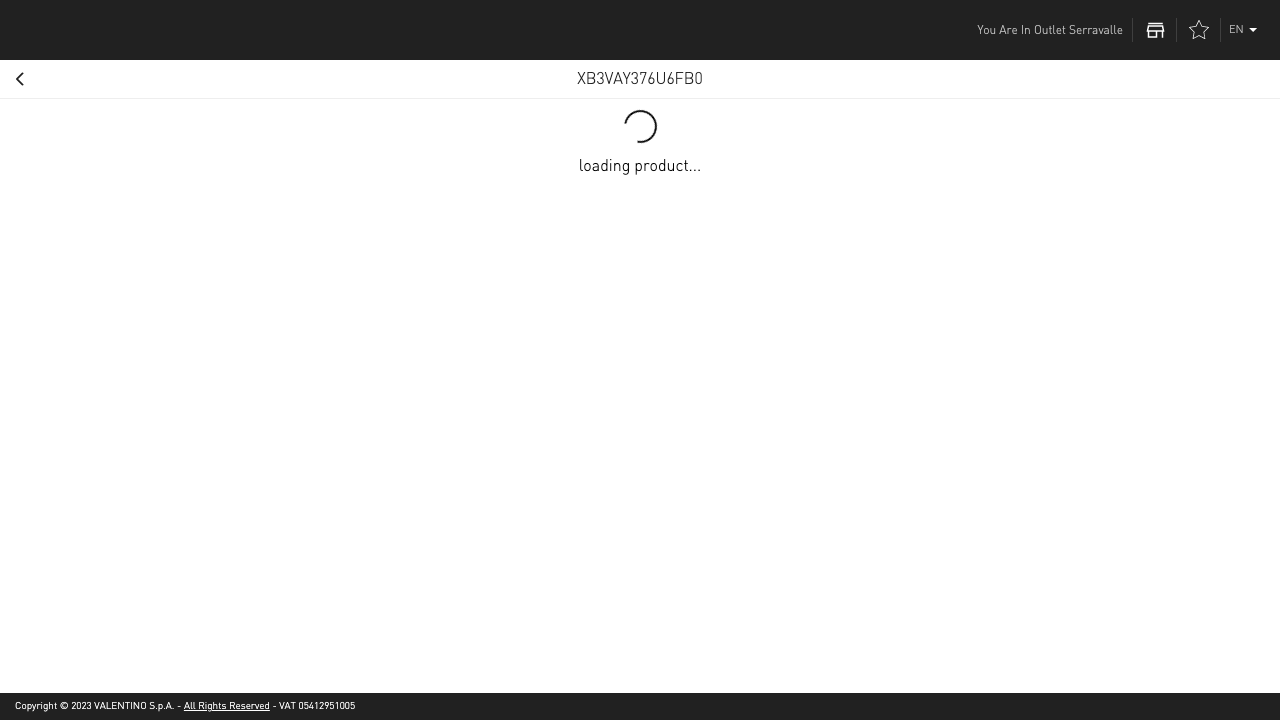 You Are In Outlet Serravalle
EN
XB3VAY376U6FB0
loading product...
Copyright © 2023 VALENTINO S.p.A. - All Rights Reserved - VAT 05412951005